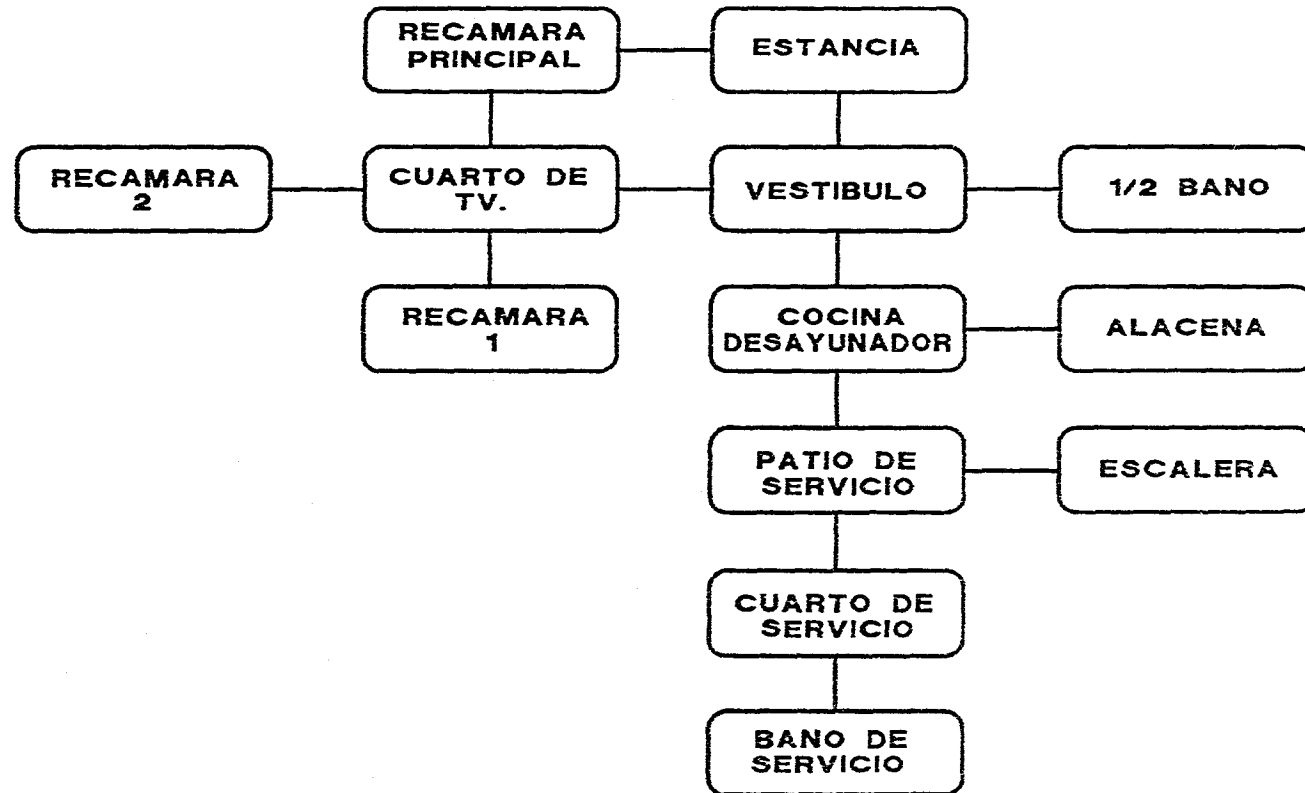 RECAMARA
PRINCIPAL
ESTANCIA
RECAMARA
2
CUARTO DE
TV.
VESTIBULO
1/2 BANO
RECAMARA
1
COCINA
DESAYUNADOR
ALACENA
PATIO DE
SERVICIO
ESCALERA
CUARTO DE
SERVICIO
BANO DE
SERVICIO